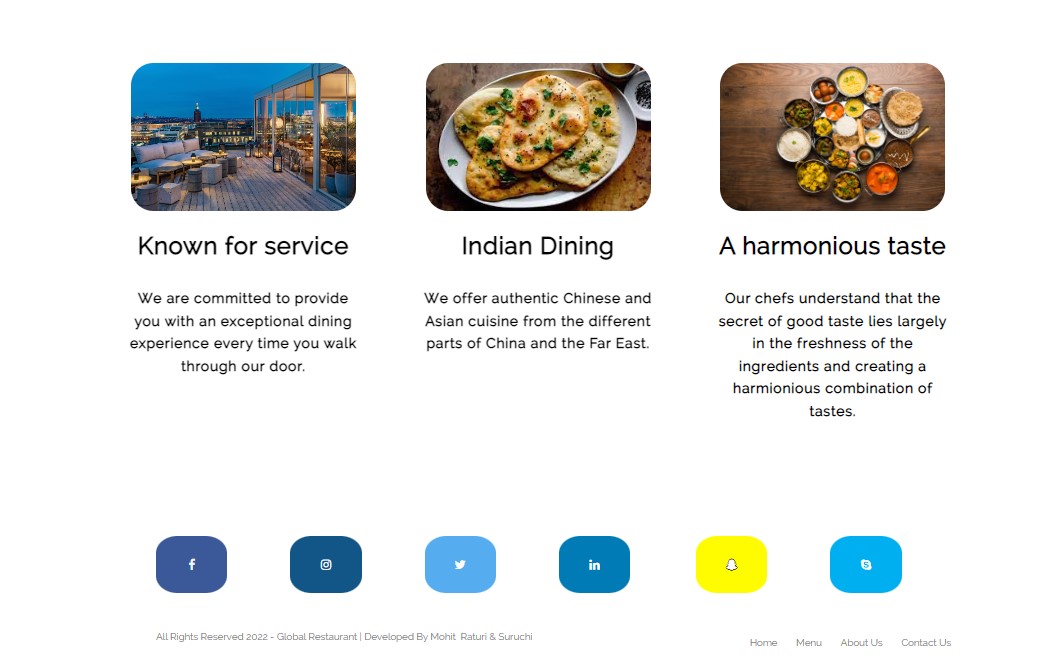 Known for service
We are committed to provide
you with an exceptional dining
experience every time you walk
through our door.
Indian Dining
We offer authentic Chinese and
Asian cuisine from the different
parts of China and the Far East.
A harmonious taste
Our chefs understand that the
secret of good taste lies largely
in the freshness of the
ingredients and creating a
harmionious combination of
tastes.
All Rights Reserved 2022 - Global Restaurant | Developed By Mohit  Raturi & Suruchi
Home Menu About Us Contact Us